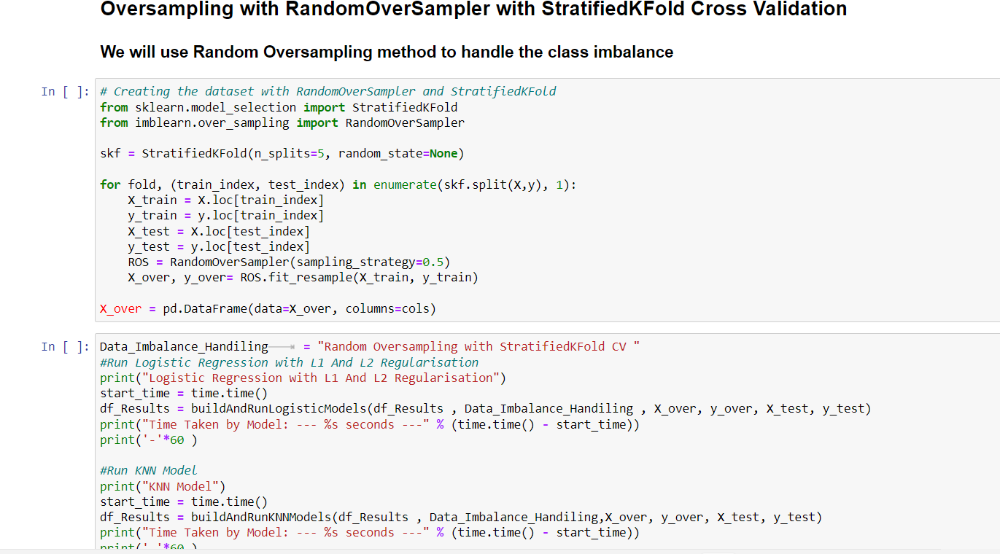 Oversampling with RandomOverSampler with StratifiedKFold Cross Validation
We will use Random Oversampling method to handle the class imbalance
In [ ]: # Creating the dataset with RandomOverSampler and StratifiedKFold
from sklearn.model_selection import StratifiedKFold
from imblearn.over_sampling import RandomOverSampler
skf = StratifiedKFold(n_splits=5, random_state=None)
for fold, (train_index, test_index) in enumerate(skf.split(X,y), 1):
    X_train = X.loc[train_index]
    y_train = y.loc[train_index]
    X_test = X.loc[test_index]
    y_test = y.loc[test_index]
    ROS = RandomOverSampler(sampling_strategy=0.5)
    X_over, y_over= ROS.fit_resample(X_train, y_train)
X_over = pd.DataFrame(data=X_over, columns=cols)
In [ ]: Data_Imbalance_Handiling = "Random Oversampling with StratifiedKFold CV "
#Run Logistic Regression with L1 And L2 Regularisation
print("Logistic Regression with L1 And L2 Regularisation")
start_time = time.time()
df_Results = buildAndRunLogisticModels(df_Results , Data_Imbalance_Handiling , X_over, y_over, X_test, y_test)
print("Time Taken by Model: --- %s seconds ---" % (time.time() - start_time))
print('-'*60 )
#Run KNN Model
print("KNN Model")
start_time = time.time()
df_Results = buildAndRunKNNModels(df_Results , Data_Imbalance_Handiling,X_over, y_over, X_test, y_test)
print("Time Taken by Model: --- %s seconds ---" % (time.time() - start_time))
print('-'*60 )